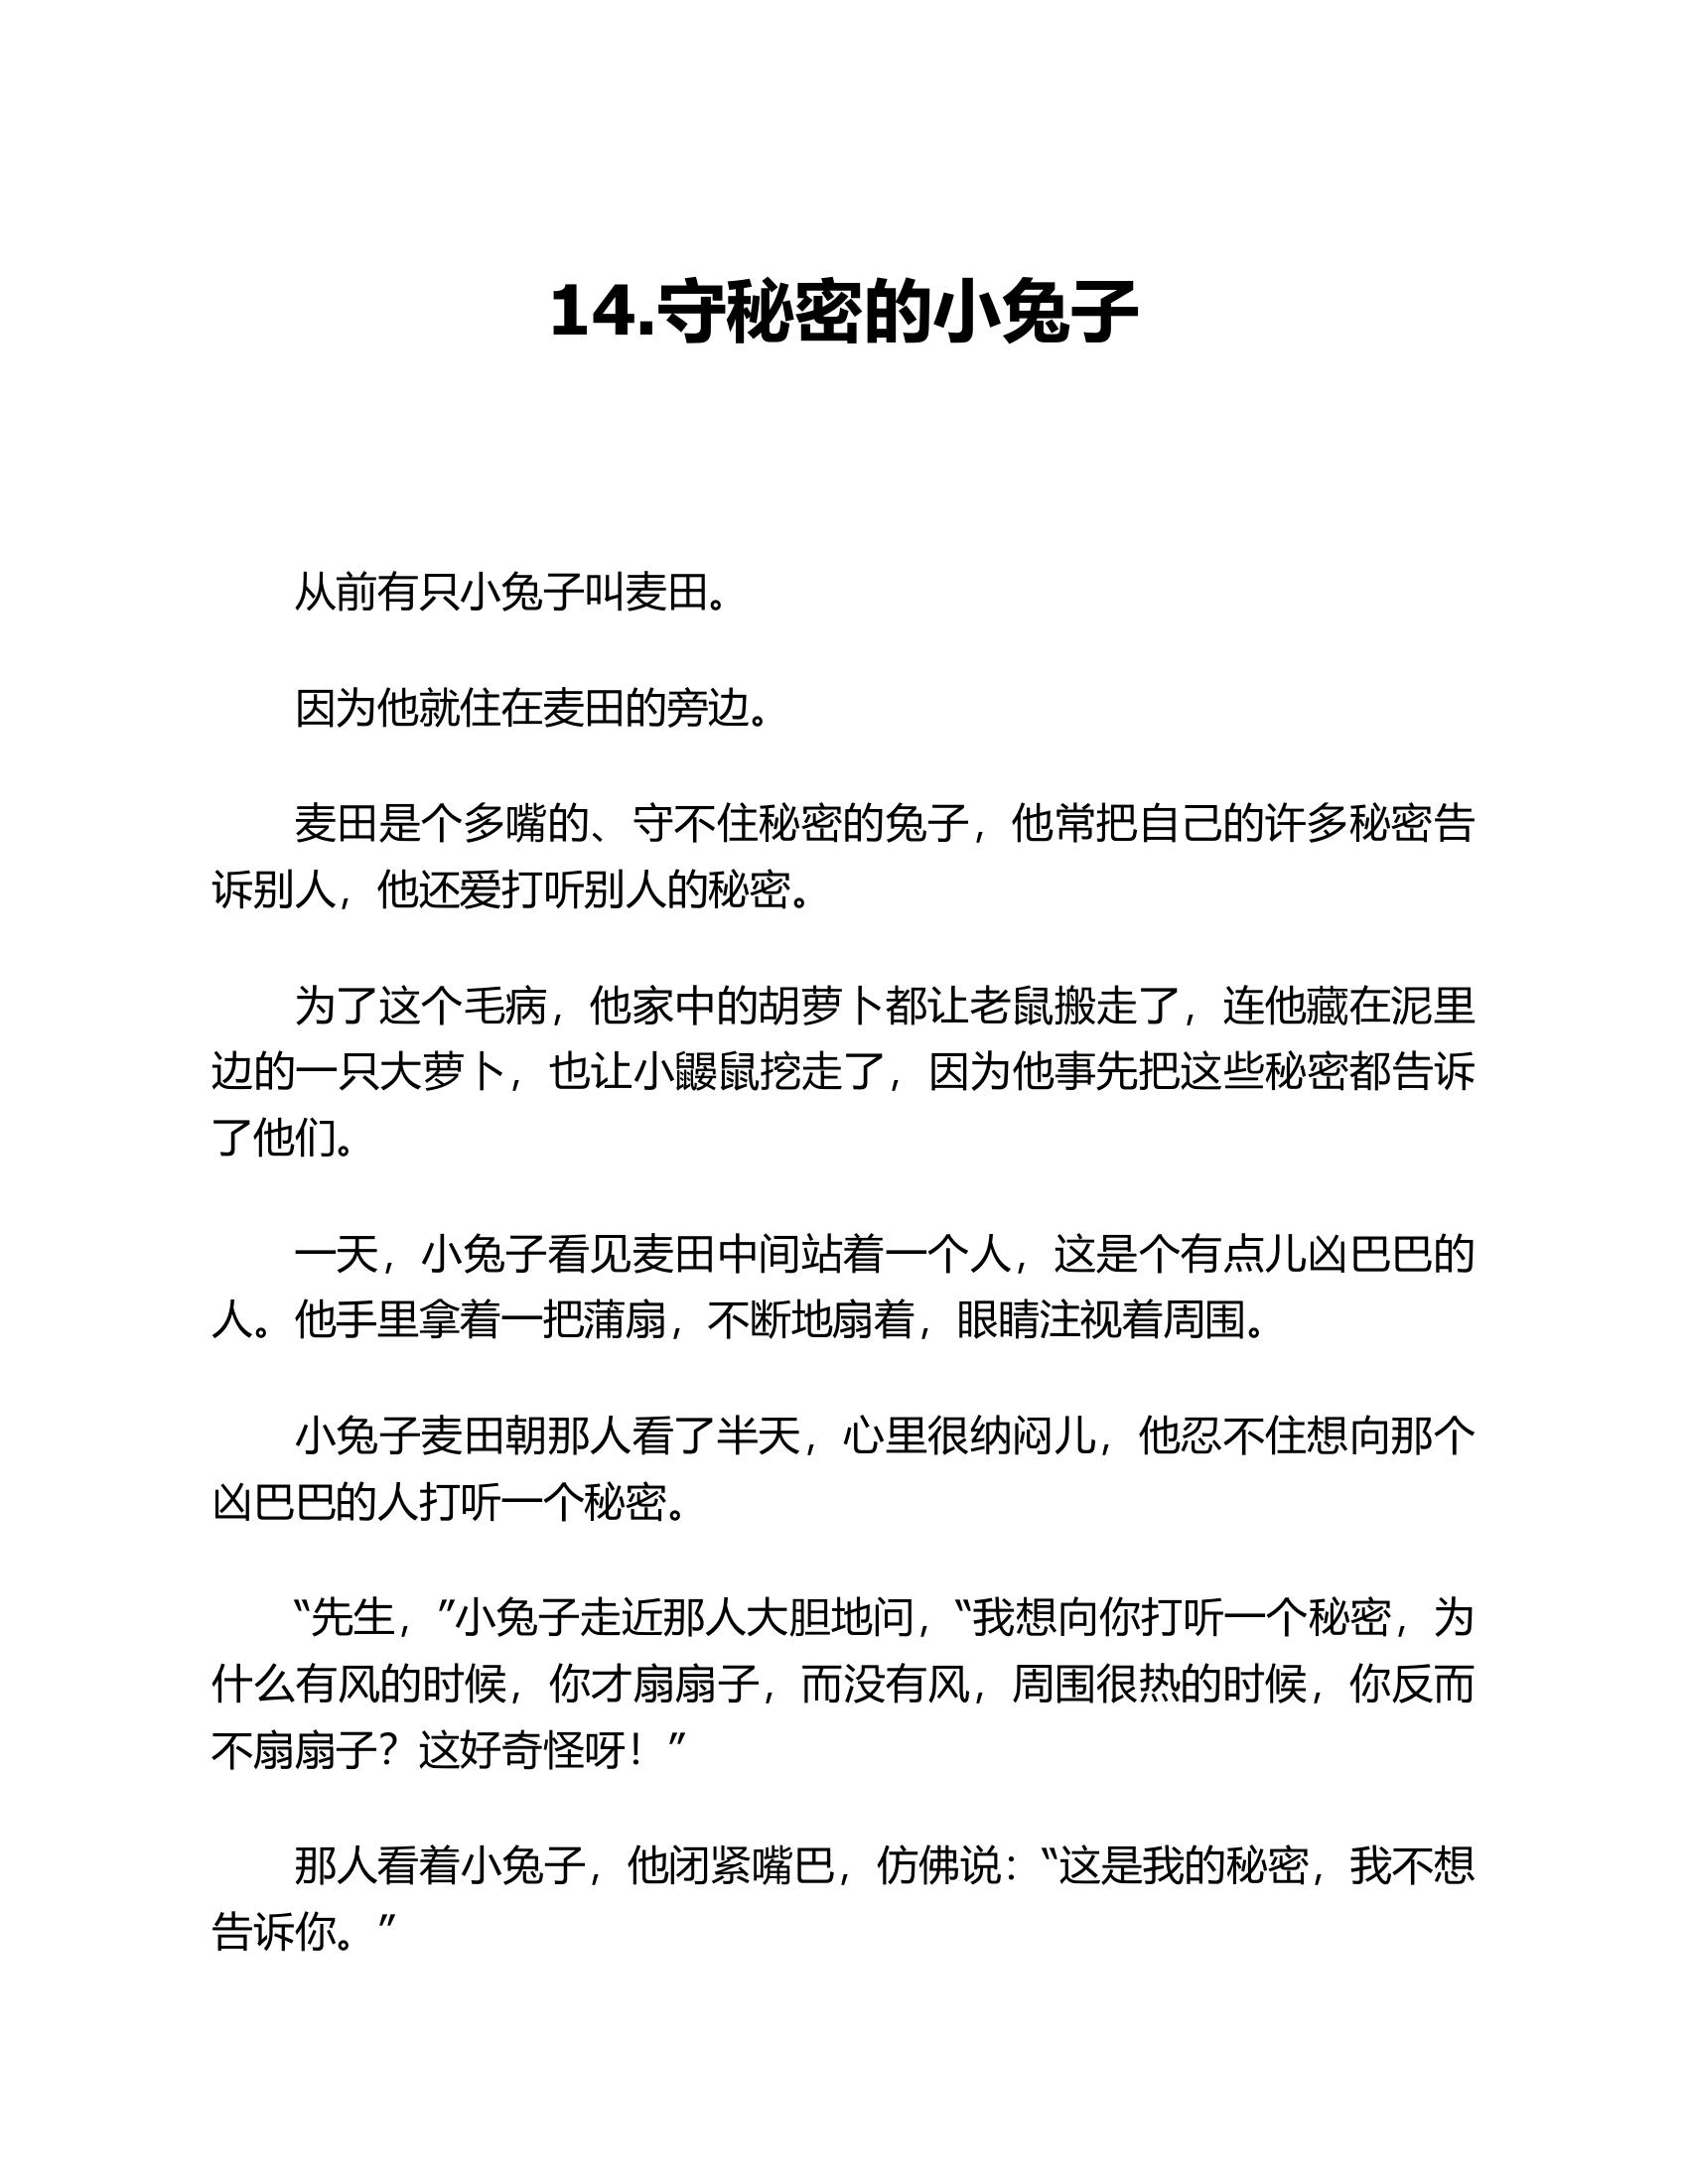 14.守秘密的小兔子
从前有只小兔子叫麦田。
因为他就住在麦田的旁边。
麦田是个多嘴的、守不住秘密的兔子，他常把自己的许多秘密告
诉别人，他还爱打听别人的秘密。
为了这个毛病，他家中的胡萝卜都让老鼠搬走了，连他藏在泥里
边的一只大萝卜，也让小鼹鼠挖走了，因为他事先把这些秘密都告诉
了他们。
一天，小兔子看见麦田中间站着一个人，这是个有点儿凶巴巴的
人。他手里拿着一把蒲扇，不断地扇着，眼睛注视着周围。
小兔子麦田朝那人看了半天，心里很纳闷儿，他忍不住想向那个
凶巴巴的人打听一个秘密。
“先生，”小兔子走近那人大胆地问，“我想向你打听一个秘密，为
什么有风的时候，你才扇扇子，而没有风，周围很热的时候，你反而
不扇扇子？这好奇怪呀！”
那人看着小兔子，他闭紧嘴巴，仿佛说：“这是我的秘密，我不想
告诉你。”